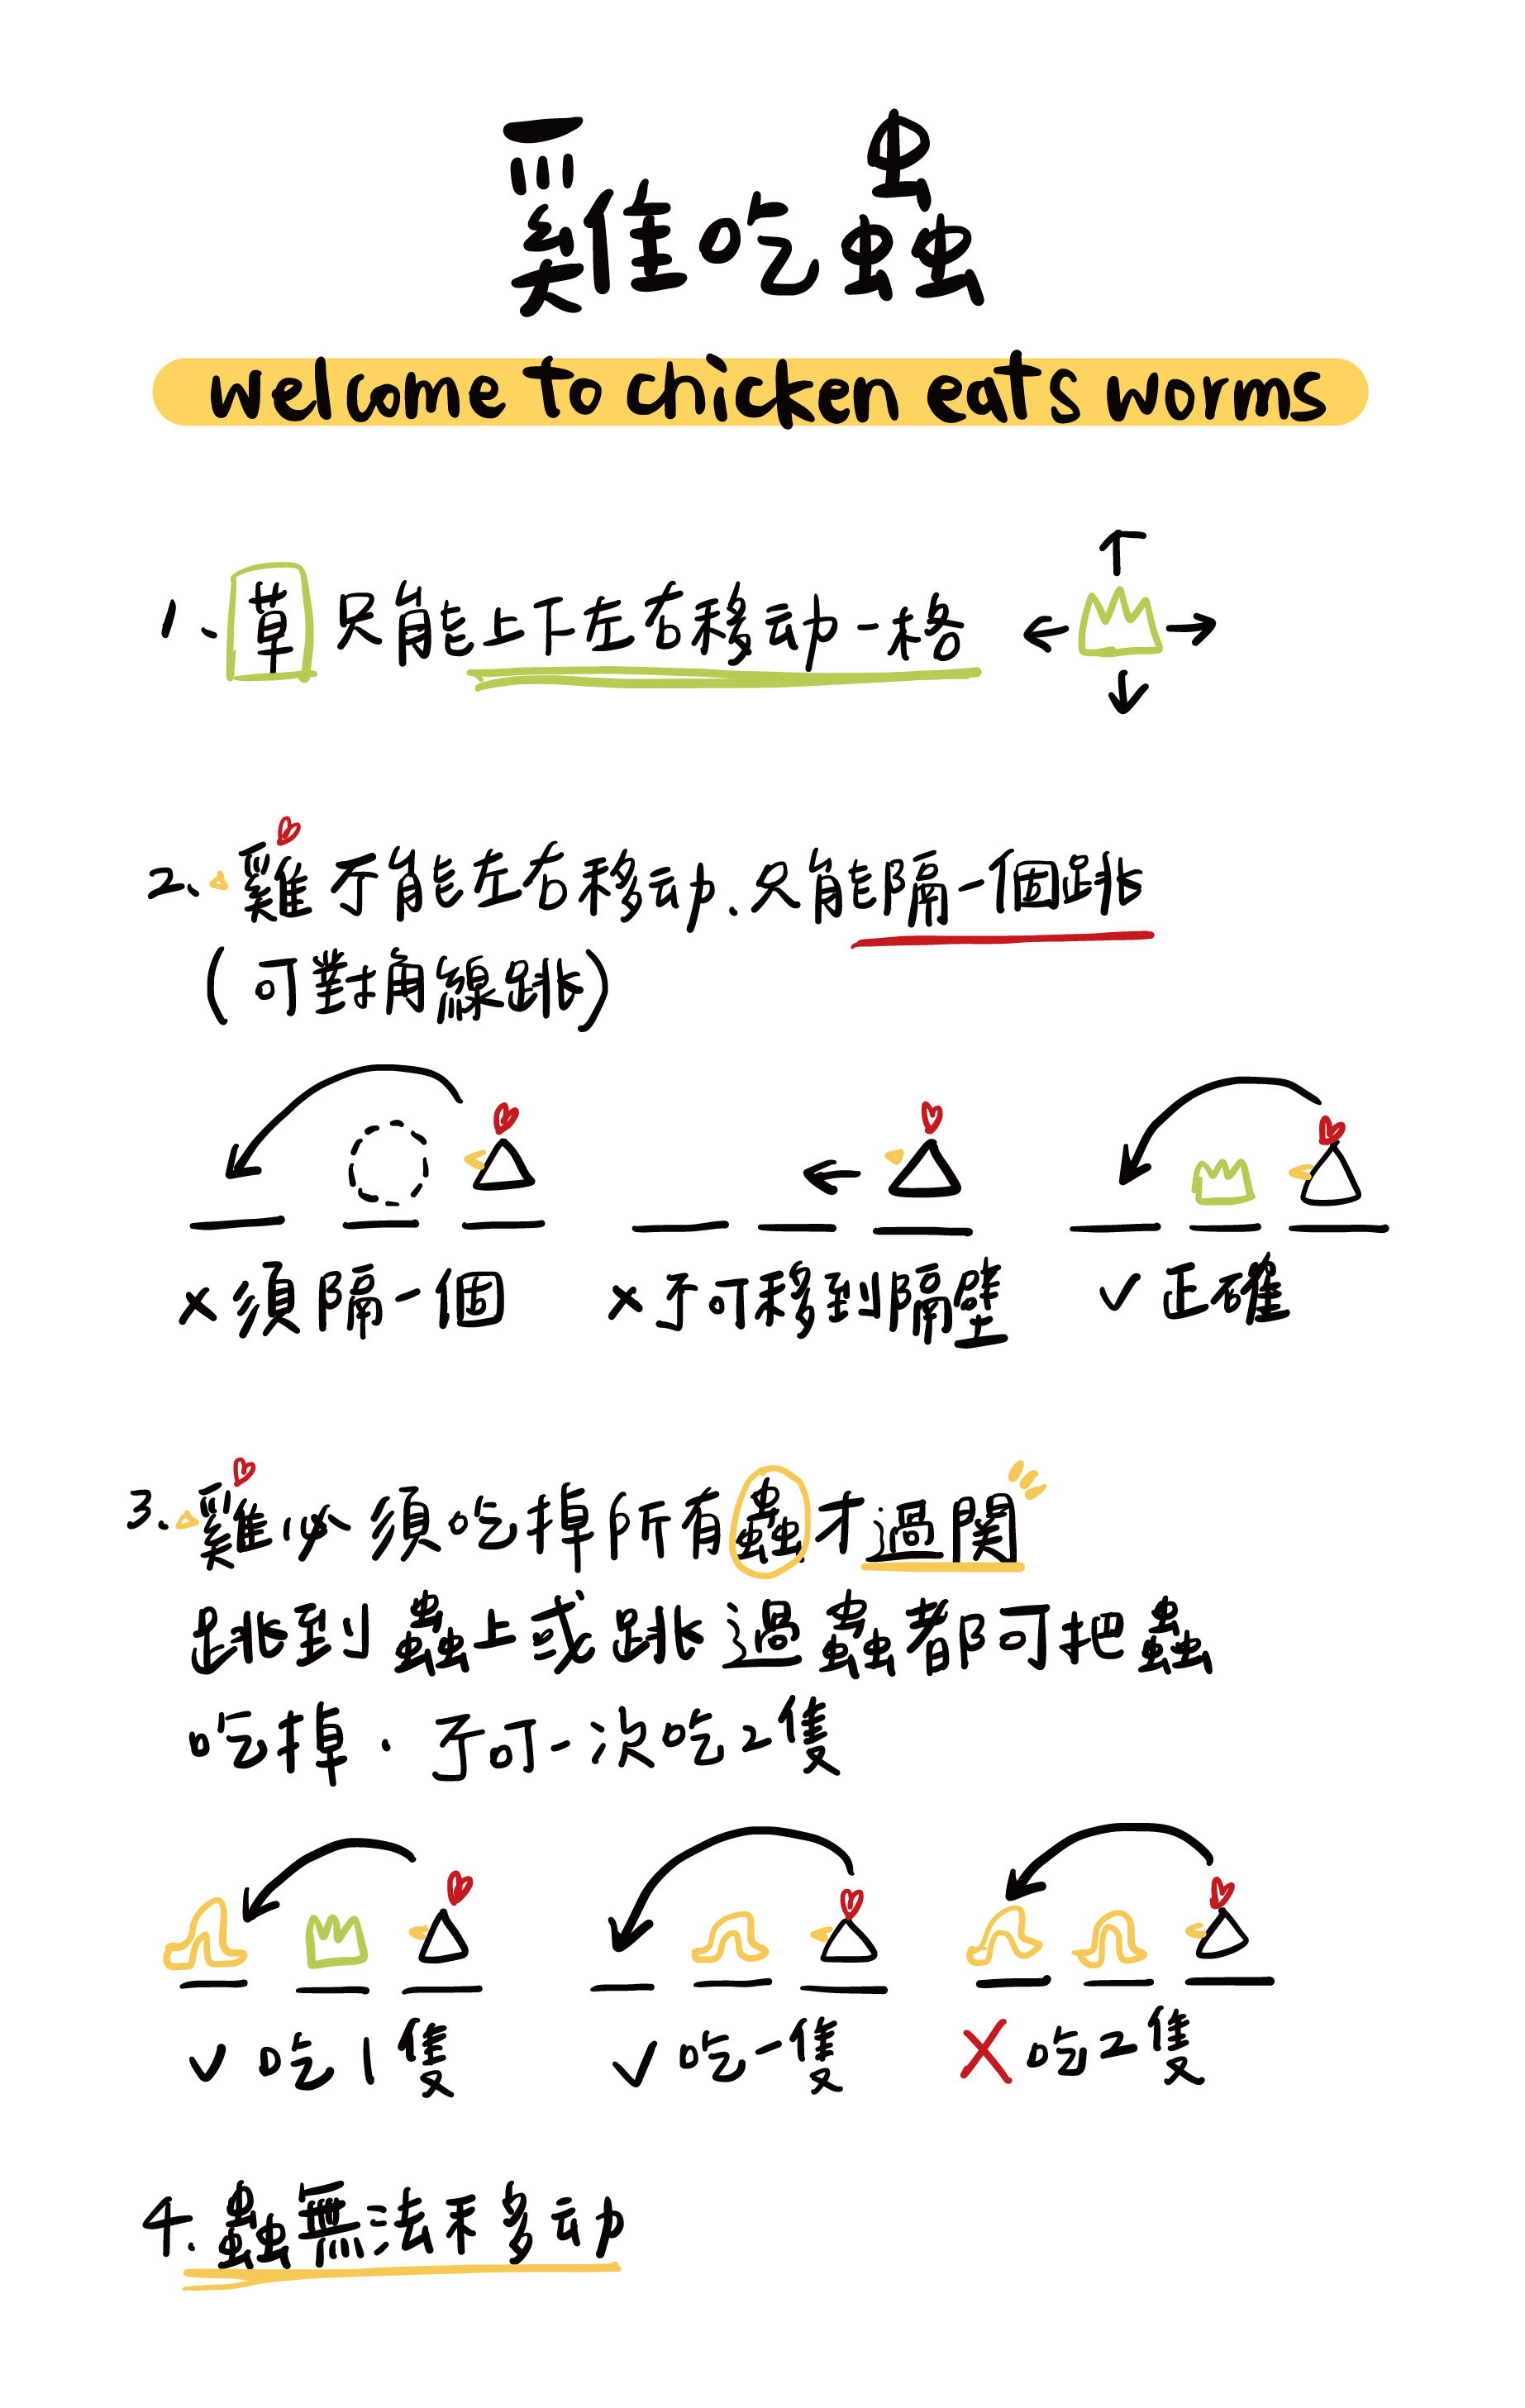 雞吃蟲
welcome to chicken eats worms
1、草只能上下左右移动一格
2、雞不能左右移动、只能隔一個跳
(可對角線跳)
x 須隔一個
x 不可移到隔壁
✓ 正確
3、雞必須吃掉所有蟲才過関
跳到蟲上或跳過蟲都可把蟲
吃掉．不可一次吃2隻
✓ 吃1隻
✓ 吃一隻
X 吃2隻
4、蟲無法移动